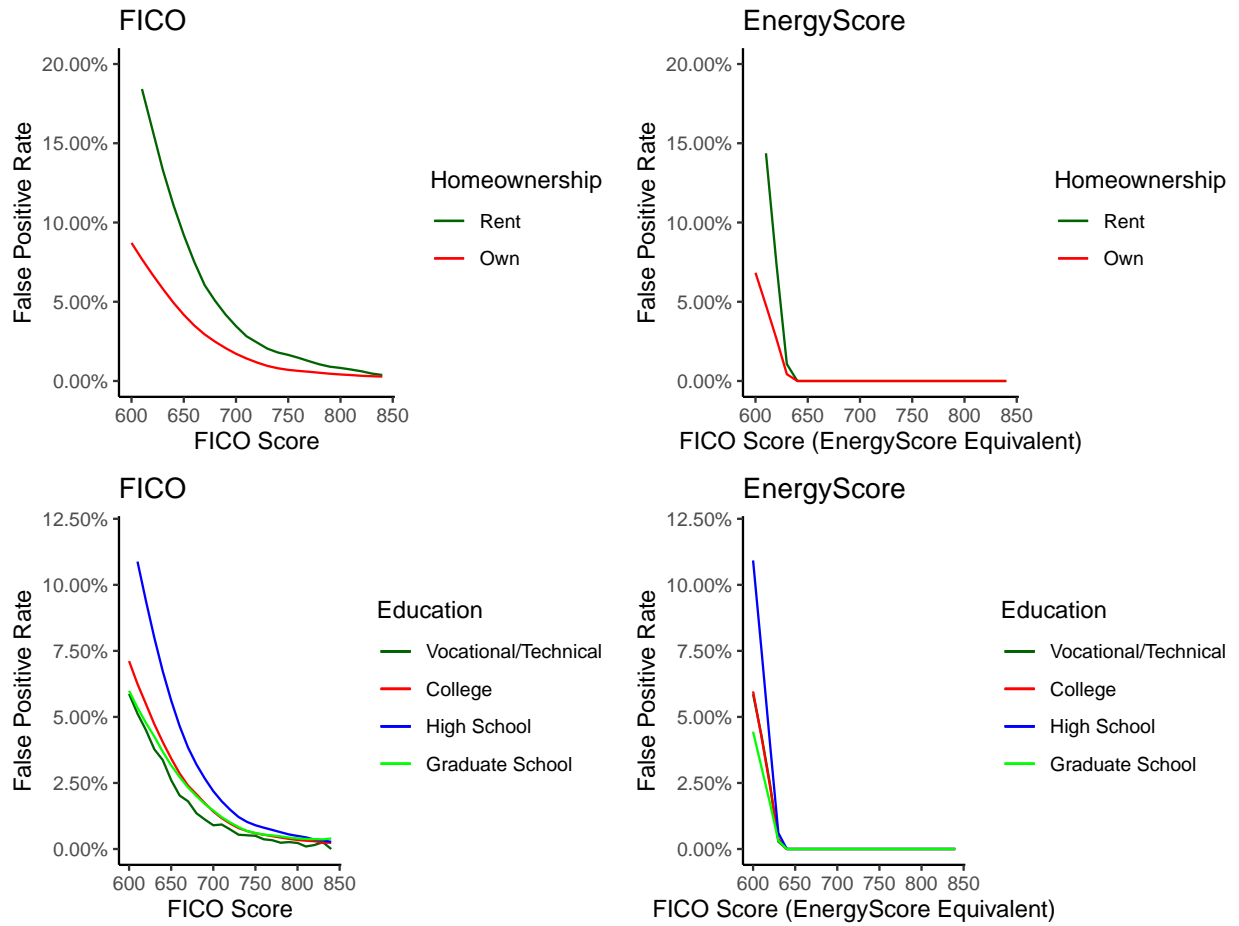 FICO
20.00%
15.00%
10.00%
5.00%
0.00%
False Positive Rate
600 650 700 750 800 850
FICO Score
Homeownership
Rent
Own
EnergyScore
20.00%
15.00%
10.00%
5.00%
0.00%
False Positive Rate
600 650 700 750 800 850
FICO Score (EnergyScore Equivalent)
Homeownership
Rent
Own
FICO
12.50%
10.00%
7.50%
5.00%
2.50%
0.00%
False Positive Rate
600 650 700 750 800 850
FICO Score
Education
Vocational/Technical
College
High School
Graduate School
EnergyScore
12.50%
10.00%
7.50%
5.00%
2.50%
0.00%
False Positive Rate
600 650 700 750 800 850
FICO Score (EnergyScore Equivalent)
Education
Vocational/Technical
College
High School
Graduate School